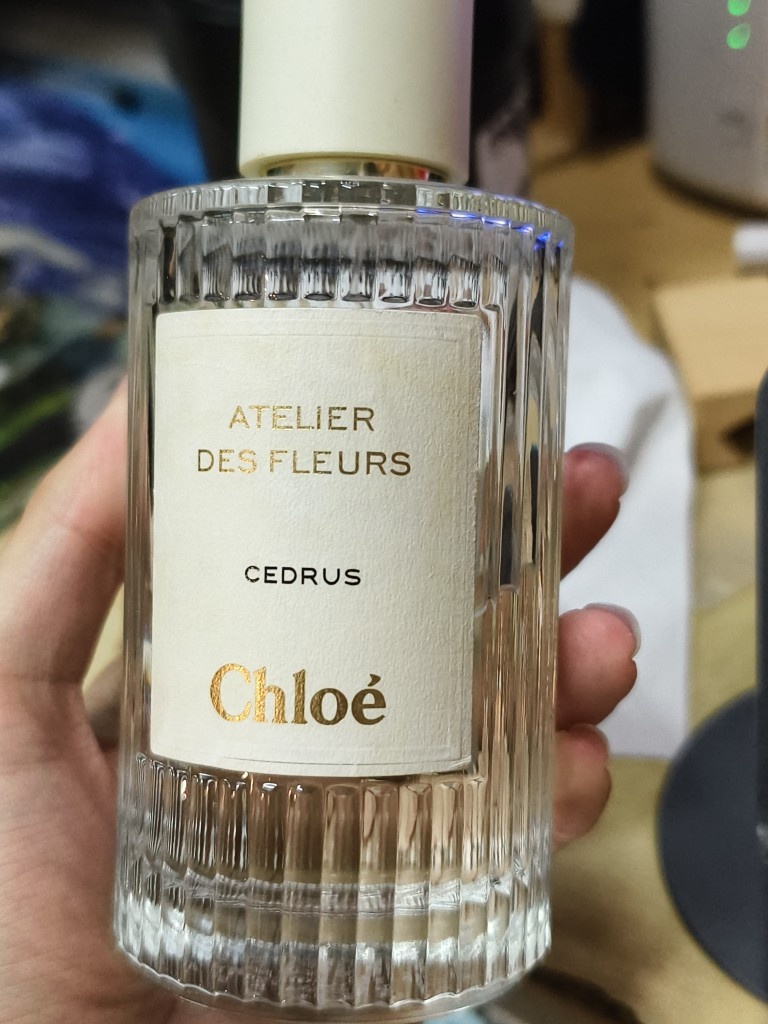 ATELIER
DES FLEURS
CEDRUS
Chloé